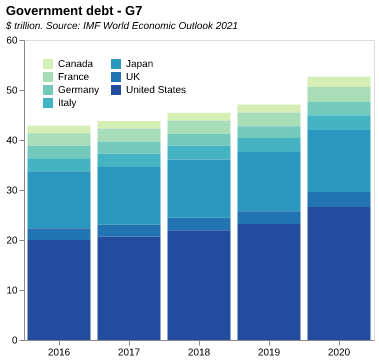 Government debt - G7
$ trillion. Source: IMF World Economic Outlook 2021
60
50
40
30
20
10
0
Canada Japan
France UK
Germany United States
Italy
2016 2017 2018 2019 2020